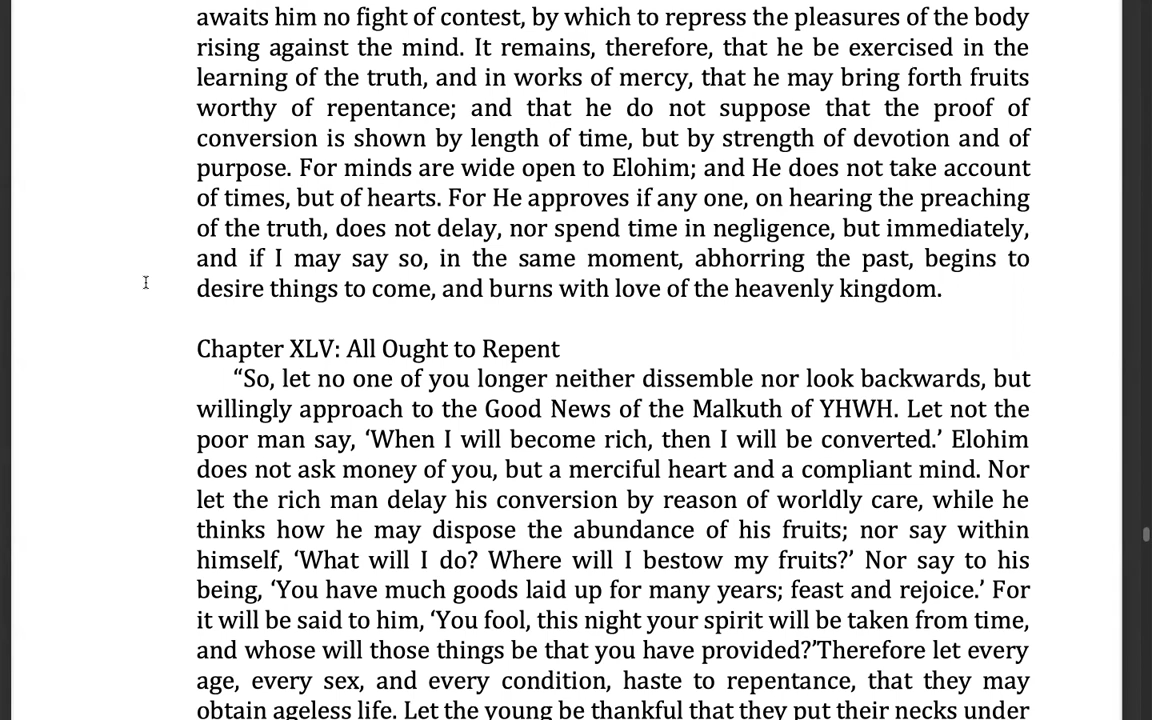 awaits him no fight of contest, by which to repress the pleasures of the body
rising against the mind. It remains, therefore, that he be exercised in the
learning of the truth, and in works of mercy, that he may bring forth fruits
worthy of repentance; and that he do not suppose that the proof of
conversion is shown by length of time, but by strength of devotion and of
purpose. For minds are wide open to Elohim; and He does not take account
of times, but of hearts. For He approves if any one, on hearing the preaching
of the truth, does not delay, nor spend time in negligence, but immediately,
and if I may say so, in the same moment, abhorring the past, begins to
desire things to come, and burns with love of the heavenly kingdom.
Chapter XLV: All Ought to Repent
“So, let no one of you longer neither dissemble nor look backwards, but
willingly approach to the Good News of the Malkuth of YHWH. Let not the
poor man say, ‘When I will become rich, then I will be converted.’ Elohim
does not ask money of you, but a merciful heart and a compliant mind. Nor
let the rich man delay his conversion by reason of worldly care, while he
thinks how he may dispose the abundance of his fruits; nor say within
himself, ‘What will I do? Where will I bestow my fruits?’ Nor say to his
being, ‘You have much goods laid up for many years; feast and rejoice.’ For
it will be said to him, ‘You fool, this night your spirit will be taken from time,
and whose will those things be that you have provided?’Therefore let every
age, every sex, and every condition, haste to repentance, that they may
obtain ageless life. Let the young be thankful that they put their necks under